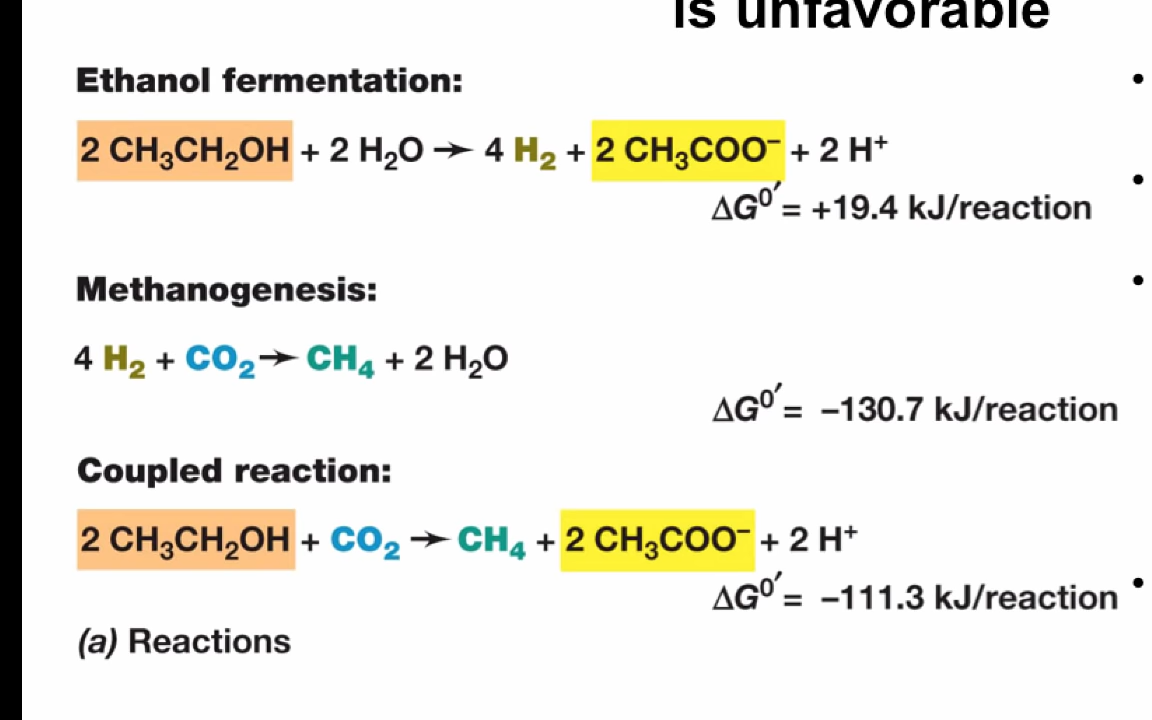 is unfavorable
Ethanol fermentation:
2 CH₃CH₂OH + 2 H₂O → 4 H₂ + 2 CH₃COO⁻ + 2 H⁺
ΔG⁰′ = +19.4 kJ/reaction
Methanogenesis:
4 H₂ + CO₂ → CH₄ + 2 H₂O
ΔG⁰′ = −130.7 kJ/reaction
Coupled reaction:
2 CH₃CH₂OH + CO₂ → CH₄ + 2 CH₃COO⁻ + 2 H⁺
ΔG⁰′ = −111.3 kJ/reaction
(a) Reactions